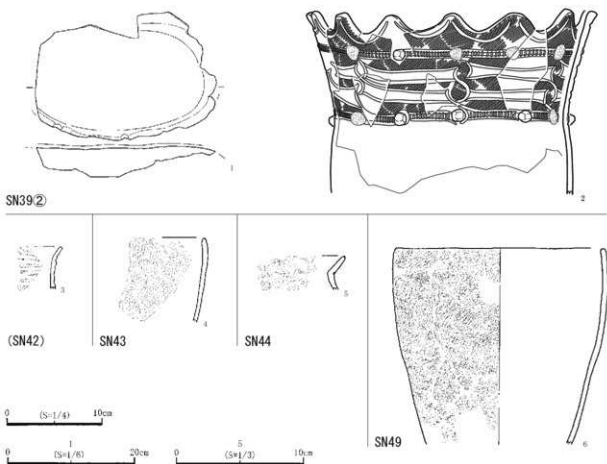 1
2
SN39②
3
4
5
(SN42)
SN43
SN44
SN49
6
0 (S=1/4) 10cm
1
0 (S=1/6) 20cm
5
0 (S=1/3) 10cm